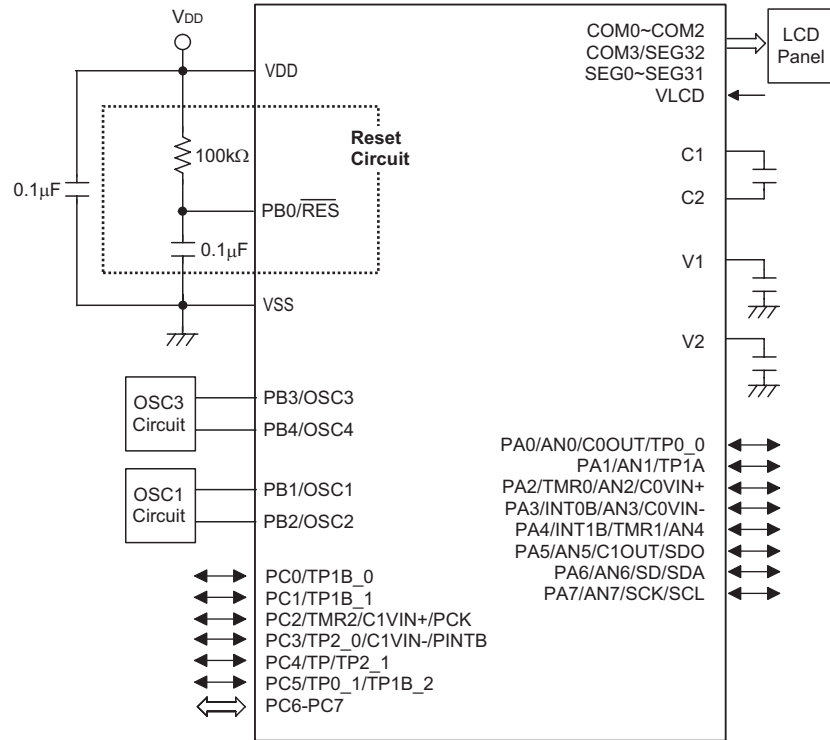 VDD
VDD
Reset
Circuit
100kΩ
0.1μF
PB0/RES
0.1μF
VSS
OSC3
Circuit
PB3/OSC3
PB4/OSC4
OSC1
Circuit
PB1/OSC1
PB2/OSC2
PC0/TP1B_0
PC1/TP1B_1
PC2/TMR2/C1VIN+/PCK
PC3/TP2_0/C1VIN-/PINTB
PC4/TP/TP2_1
PC5/TP0_1/TP1B_2
PC6-PC7
COM0~COM2
COM3/SEG32
SEG0~SEG31
VLCD
LCD
Panel
C1
C2
V1
V2
PA0/AN0/C0OUT/TP0_0
PA1/AN1/TP1A
PA2/TMR0/AN2/C0VIN+
PA3/INT0B/AN3/C0VIN-
PA4/INT1B/TMR1/AN4
PA5/AN5/C1OUT/SDO
PA6/AN6/SD/SDA
PA7/AN7/SCK/SCL